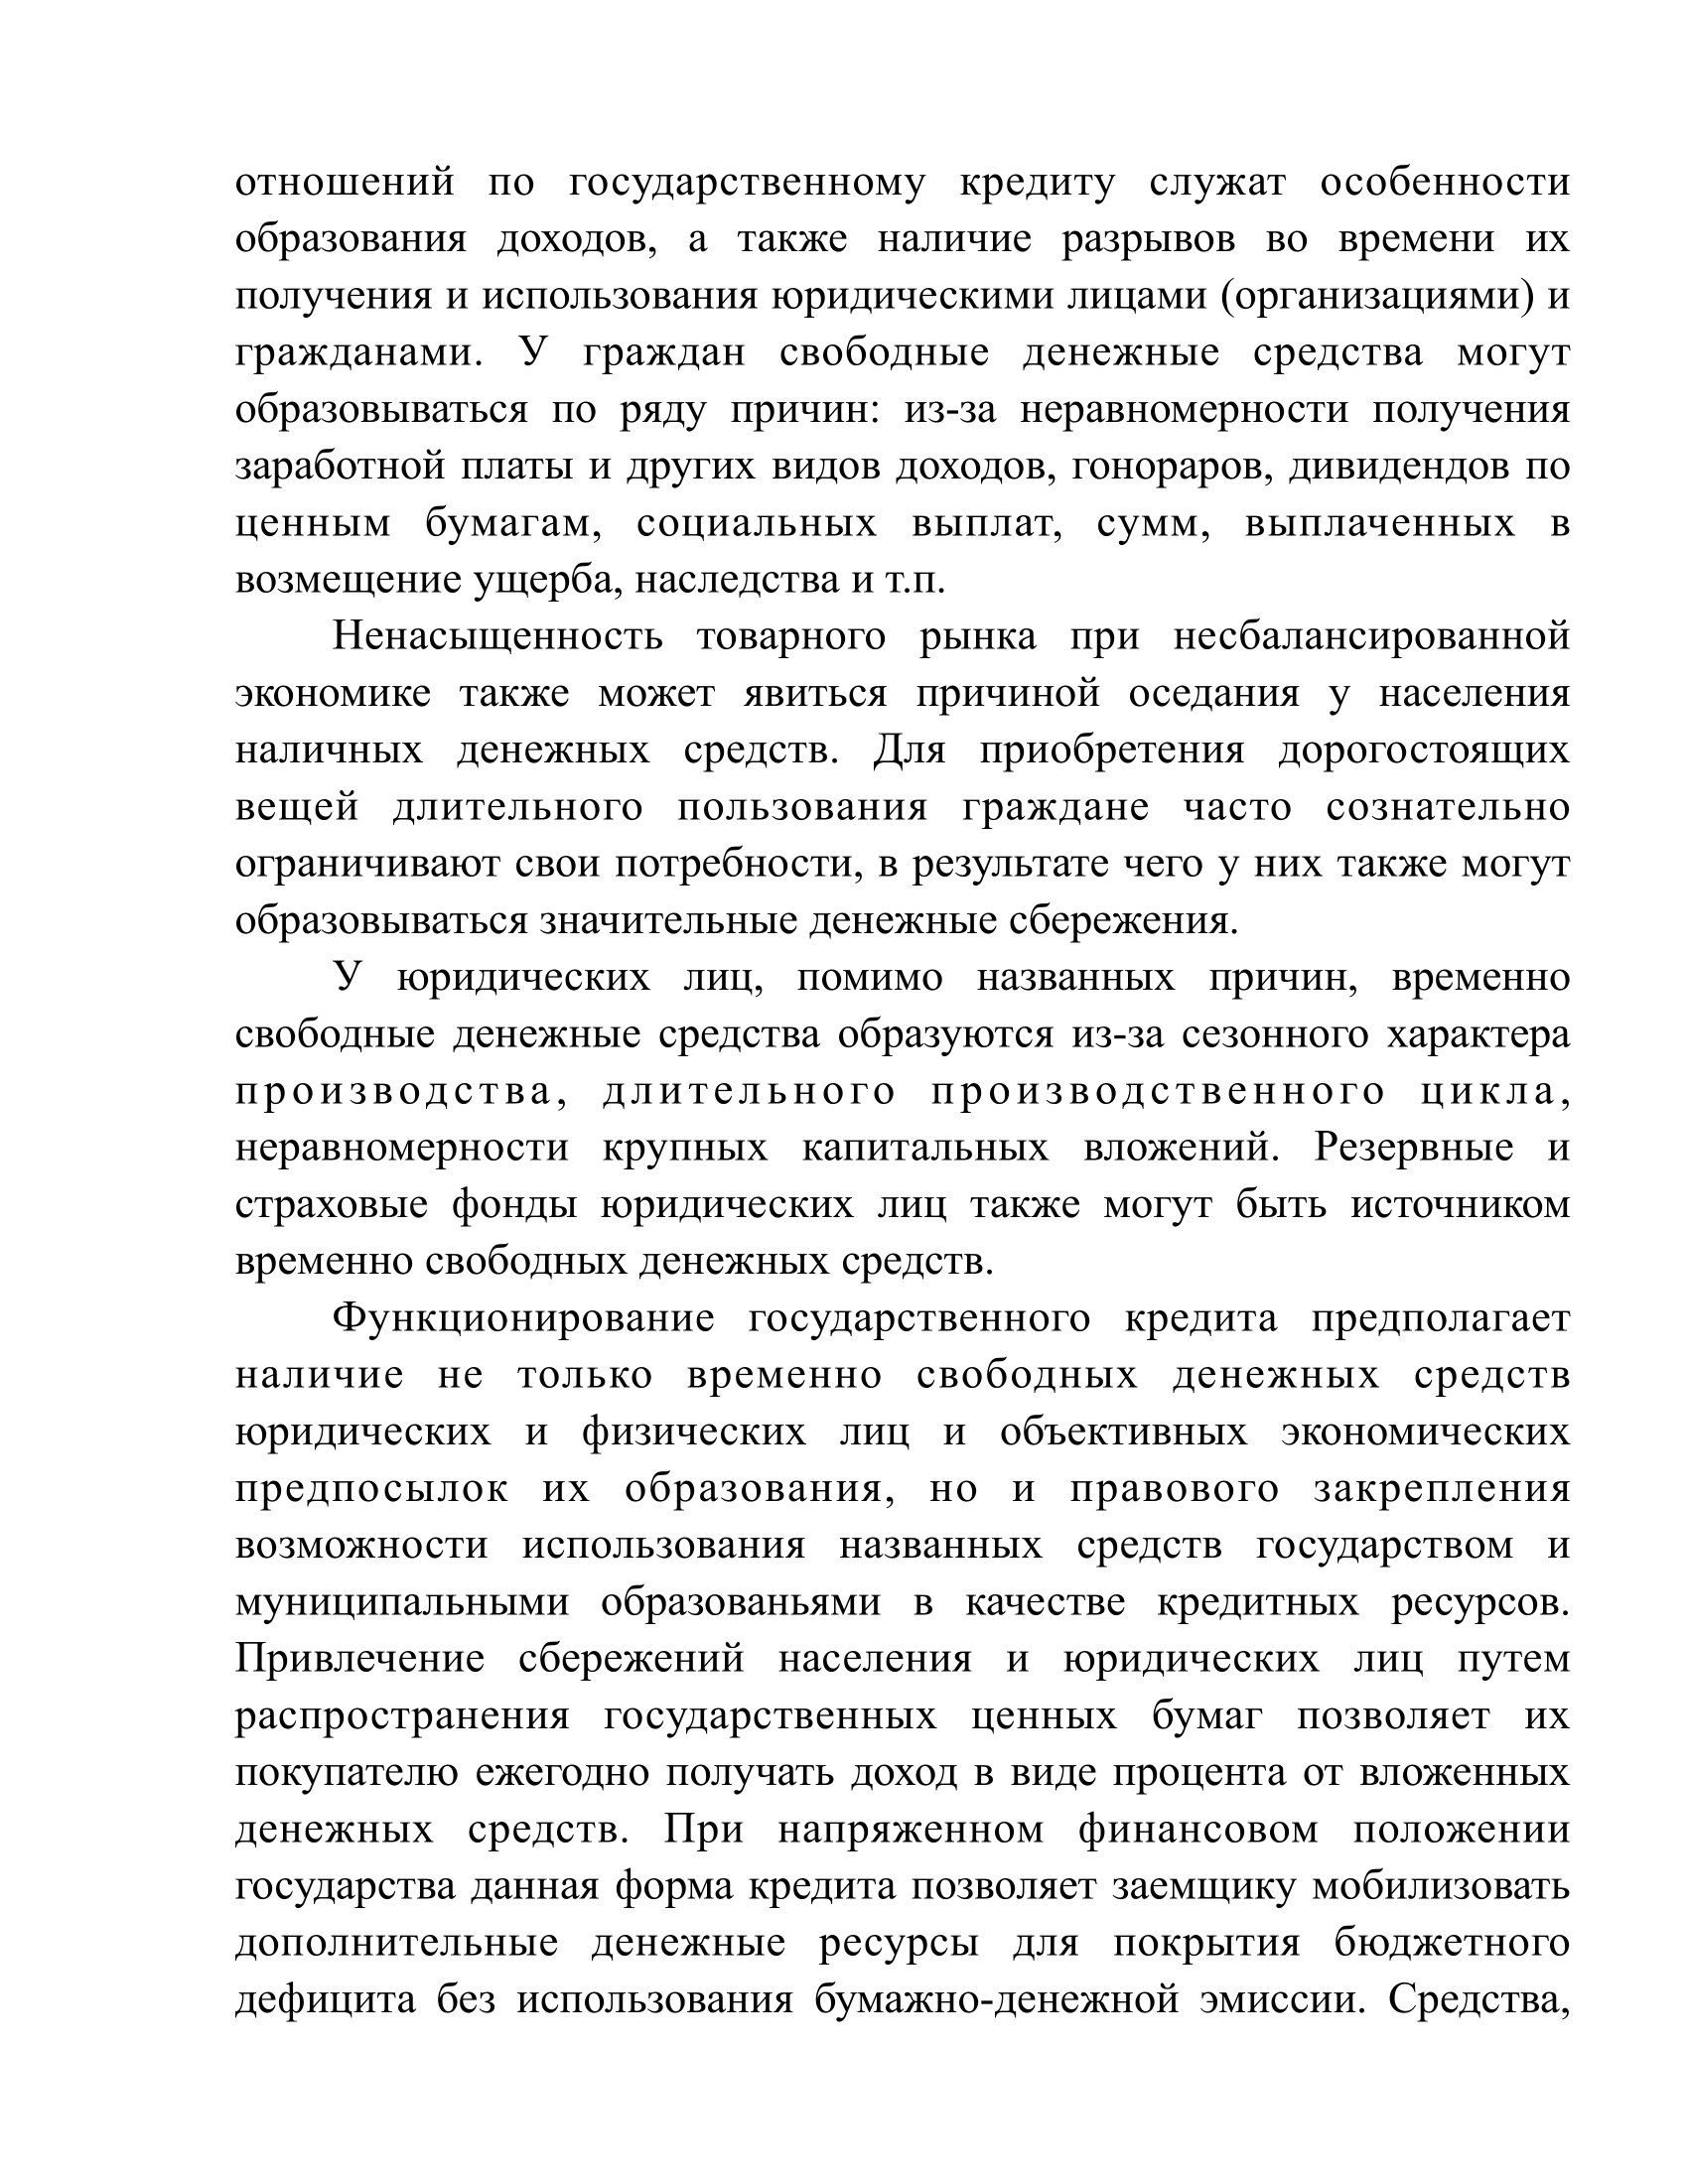 отношений по государственному кредиту служат особенности
образования доходов, а также наличие разрывов во времени их
получения и использования юридическими лицами (организациями) и
гражданами. У граждан свободные денежные средства могут
образовываться по ряду причин: из-за неравномерности получения
заработной платы и других видов доходов, гонораров, дивидендов по
ценным бумагам, социальных выплат, сумм, выплаченных в
возмещение ущерба, наследства и т.п.
Ненасыщенность товарного рынка при несбалансированной
экономике также может явиться причиной оседания у населения
наличных денежных средств. Для приобретения дорогостоящих
вещей длительного пользования граждане часто сознательно
ограничивают свои потребности, в результате чего у них также могут
образовываться значительные денежные сбережения.
У юридических лиц, помимо названных причин, временно
свободные денежные средства образуются из-за сезонного характера
производства, длительного производственного цикла,
неравномерности крупных капитальных вложений. Резервные и
страховые фонды юридических лиц также могут быть источником
временно свободных денежных средств.
Функционирование государственного кредита предполагает
наличие не только временно свободных денежных средств
юридических и физических лиц и объективных экономических
предпосылок их образования, но и правового закрепления
возможности использования названных средств государством и
муниципальными образованьями в качестве кредитных ресурсов.
Привлечение сбережений населения и юридических лиц путем
распространения государственных ценных бумаг позволяет их
покупателю ежегодно получать доход в виде процента от вложенных
денежных средств. При напряженном финансовом положении
государства данная форма кредита позволяет заемщику мобилизовать
дополнительные денежные ресурсы для покрытия бюджетного
дефицита без использования бумажно-денежной эмиссии. Средства,